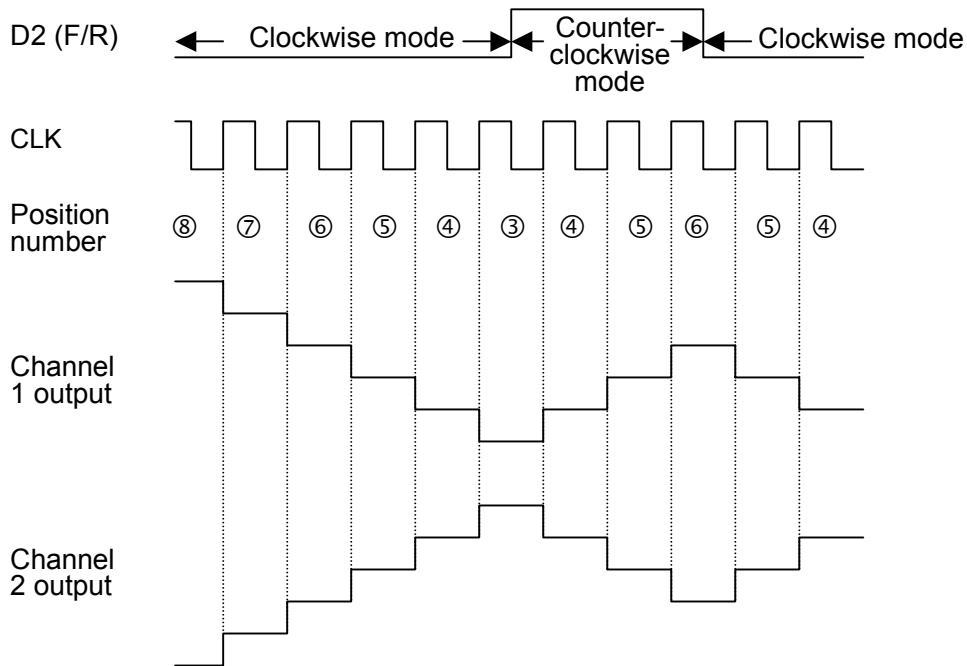 D2 (F/R)
Clockwise mode
Counter-
clockwise
mode
Clockwise mode
CLK
Position
number
⑧ ⑦ ⑥ ⑤ ④ ③ ④ ⑤ ⑥ ⑤ ④
Channel
1 output
Channel
2 output